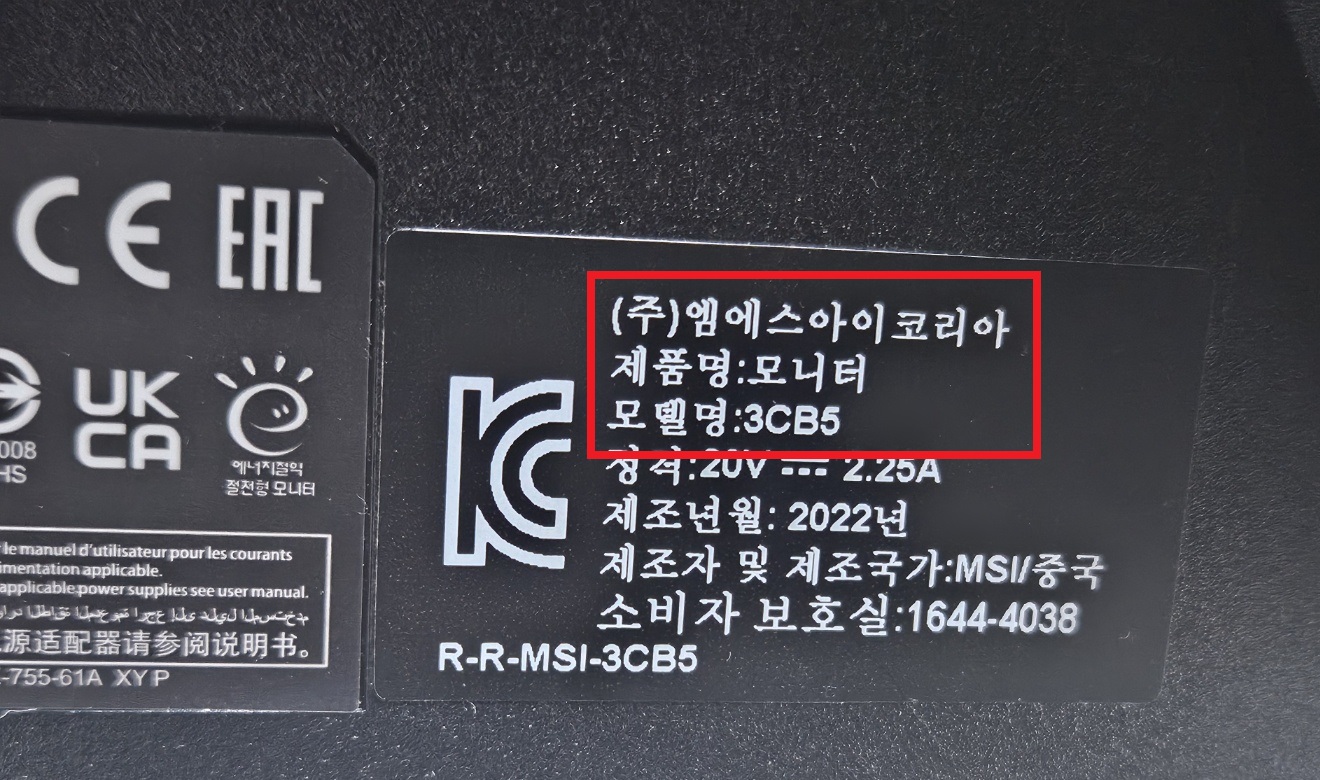 CE EAC
UK
CA
008
HS
에너지절약
절전형 모니터
le manuel d'utilisateur pour les courants
imentation applicable.
applicable power supplies see user manual.
源适配器请参阅说明书。
-755-61A XYP
(주)엠에스아이코리아
제품명:모니터
모델명:3CB5
정격:20V ⎓ 2.25A
제조년월: 2022년
제조자 및 제조국가:MSI/중국
소비자 보호실:1644-4038
R-R-MSI-3CB5